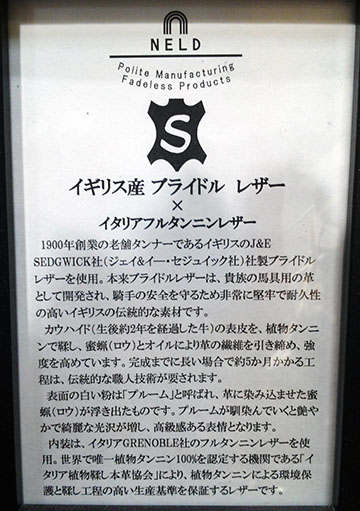 NELD
Polite Manufacturing
Fadeless Products
S
イギリス産 ブライドル レザー
×
イタリアフルタンニンレザー
1900年創業の老舗タンナーであるイギリスのJ&E
SEDGWICK社(ジェイ&イー・セジュイック社)社製ブライドル
レザーを使用。本来ブライドルレザーは、貴族の馬具用の革
として開発され、騎手の安全を守るため非常に堅牢で耐久性
の高いイギリスの伝統的な素材です。
カウハイド(生後約2年を経過した牛)の表皮を、植物タンニン
で鞣し、蜜蝋(ロウ)とオイルにより革の繊維を引き締め、強
度を高めています。完成までに長い場合で約5か月かかる工
程は、伝統的な職人技術が要されます。
表面の白い粉は「ブルーム」と呼ばれ、革に染み込ませた蜜
蝋(ロウ)が浮き出たものです。ブルームが馴染んでいくと艶や
かで綺麗な光沢が増し、高級感ある表情となります。
内装は、イタリアGRENOBLE社のフルタンニンレザーを使
用。世界で唯一植物タンニン100%を認定する機関である「イ
タリア植物鞣し本革協会」により、植物タンニンによる環境保
護と鞣し工程の高い生産基準を保証するレザーです。